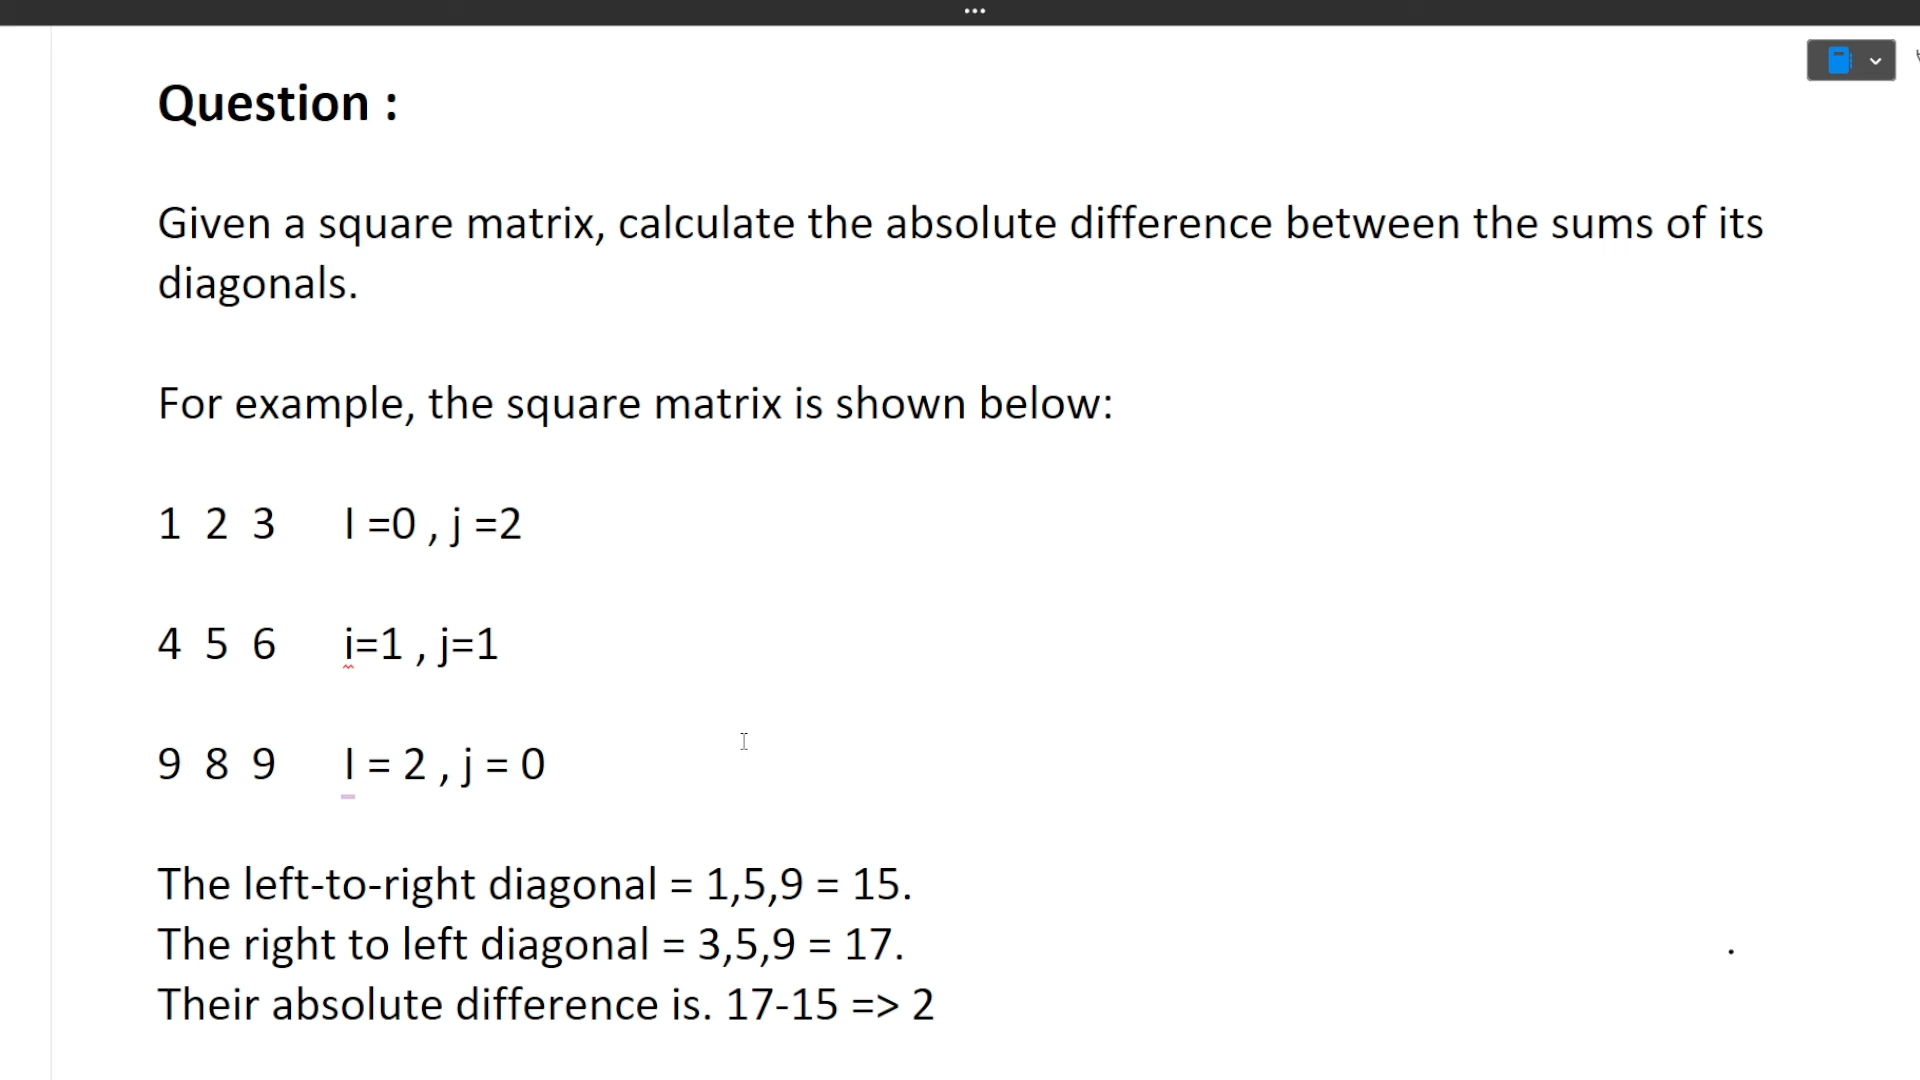 Question :
Given a square matrix, calculate the absolute difference between the sums of its
diagonals.
For example, the square matrix is shown below:
1 2 3 I =0 , j =2
4 5 6 i=1 , j=1
9 8 9 I = 2 , j = 0
The left-to-right diagonal = 1,5,9 = 15.
The right to left diagonal = 3,5,9 = 17.
Their absolute difference is. 17-15 => 2